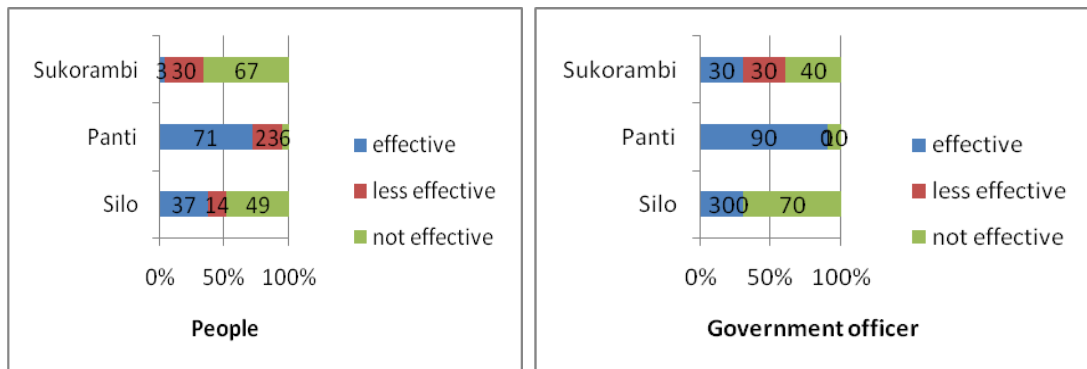 Sukorambi 3 30 67
Panti 71 23 6
Silo 37 14 49
effective
less effective
not effective
0% 50% 100%
People
Sukorambi 30 30 40
Panti 90 0 10
Silo 30 0 70
effective
less effective
not effective
0% 50% 100%
Government officer